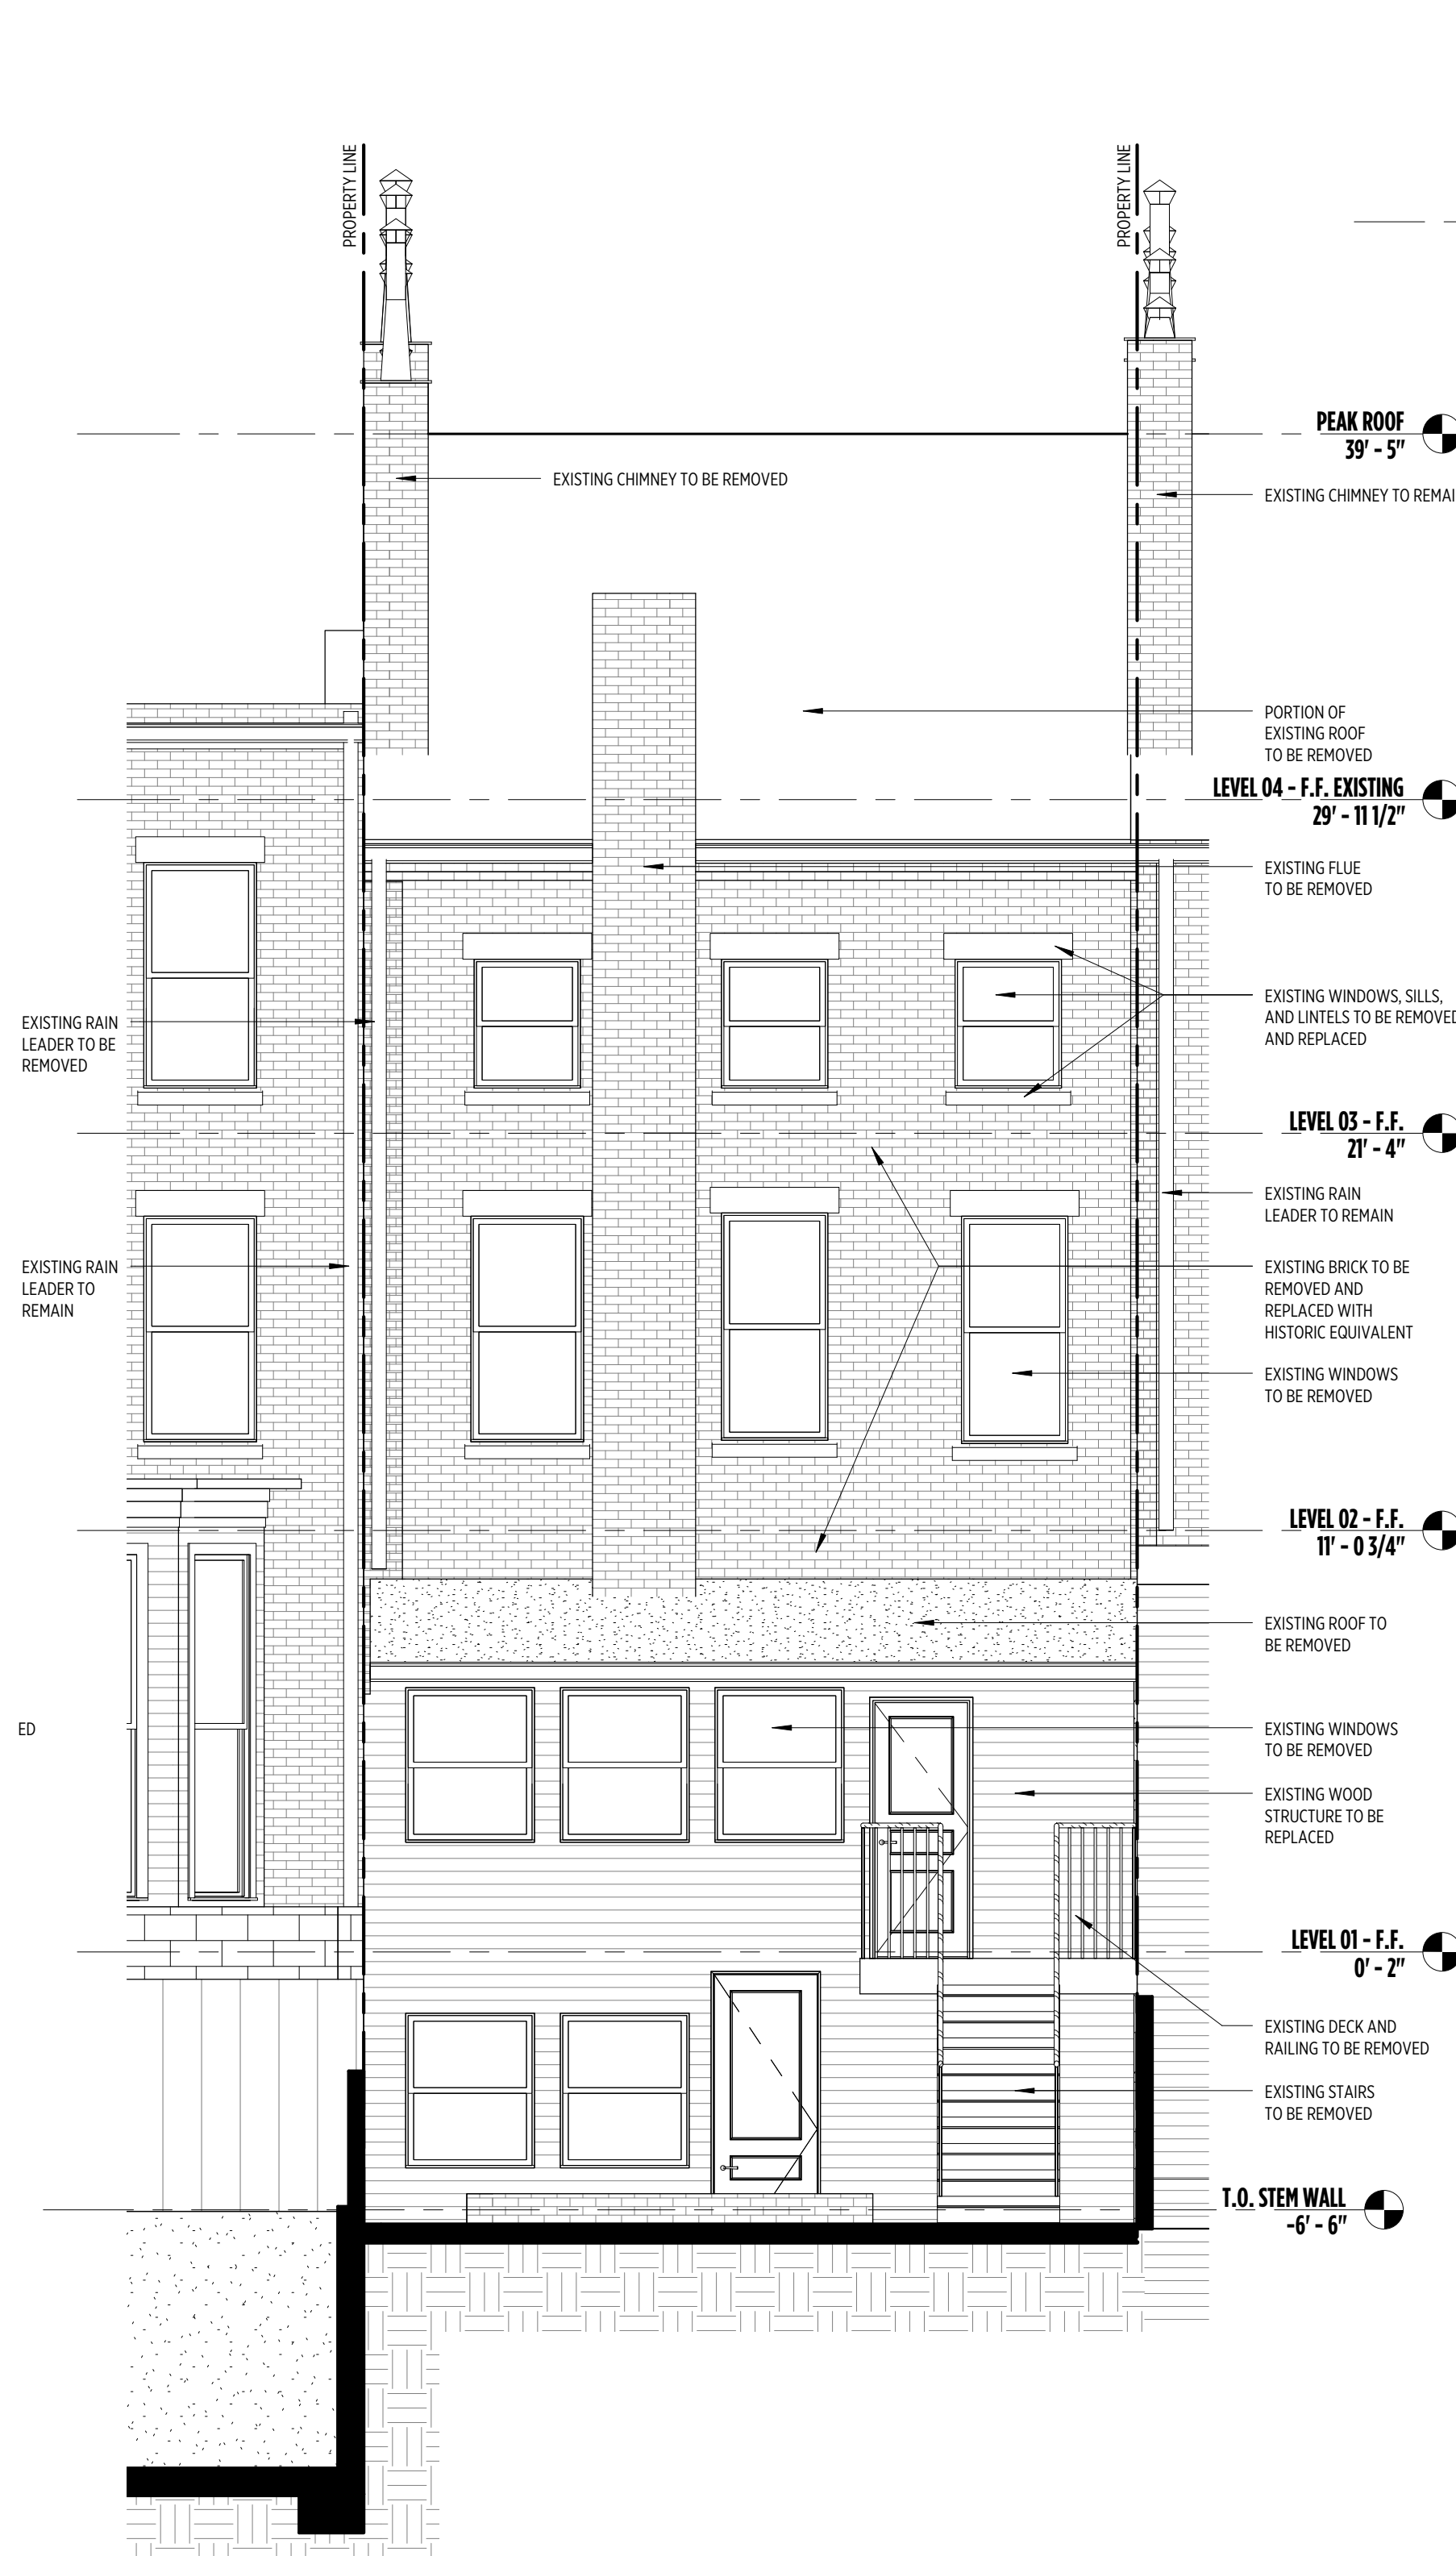 PROPERTY LINE
PROPERTY LINE
PEAK ROOF
39' - 5"
EXISTING CHIMNEY TO BE REMOVED
EXISTING CHIMNEY TO REMAI
PORTION OF
EXISTING ROOF
TO BE REMOVED
LEVEL 04 - F.F. EXISTING
29' - 11 1/2"
EXISTING FLUE
TO BE REMOVED
EXISTING WINDOWS, SILLS,
AND LINTELS TO BE REMOVED
AND REPLACED
EXISTING RAIN
LEADER TO BE
REMOVED
LEVEL 03 - F.F.
21' - 4"
EXISTING RAIN
LEADER TO REMAIN
EXISTING RAIN
LEADER TO
REMAIN
EXISTING BRICK TO BE
REMOVED AND
REPLACED WITH
HISTORIC EQUIVALENT
EXISTING WINDOWS
TO BE REMOVED
LEVEL 02 - F.F.
11' - 0 3/4"
EXISTING ROOF TO
BE REMOVED
ED
EXISTING WINDOWS
TO BE REMOVED
EXISTING WOOD
STRUCTURE TO BE
REPLACED
LEVEL 01 - F.F.
0' - 2"
EXISTING DECK AND
RAILING TO BE REMOVED
EXISTING STAIRS
TO BE REMOVED
T.O. STEM WALL
-6' - 6"